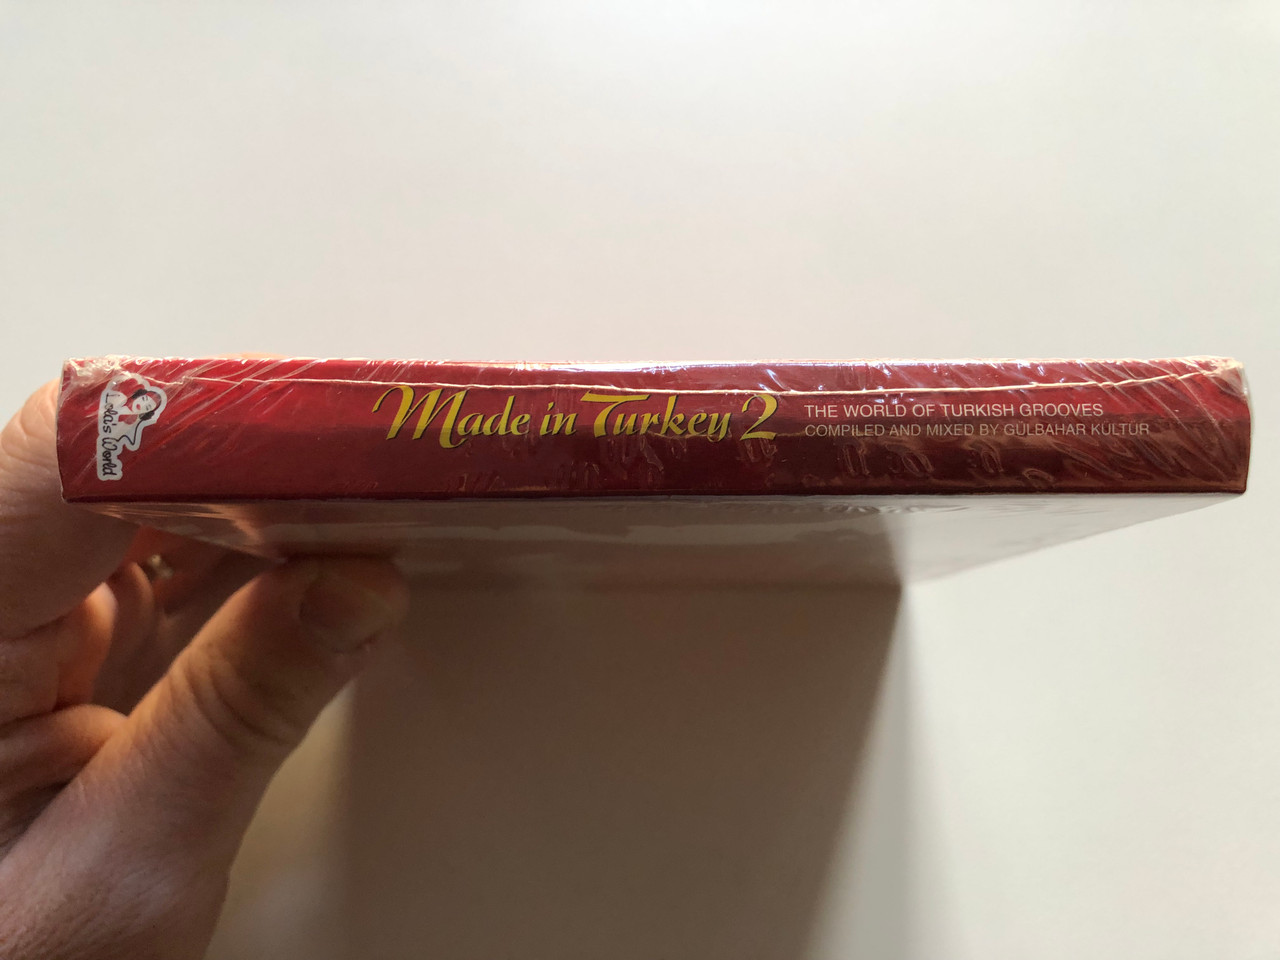 Lola's World
Made in Turkey 2
THE WORLD OF TURKISH GROOVES
COMPILED AND MIXED BY GÜLBAHAR KÜLTÜR